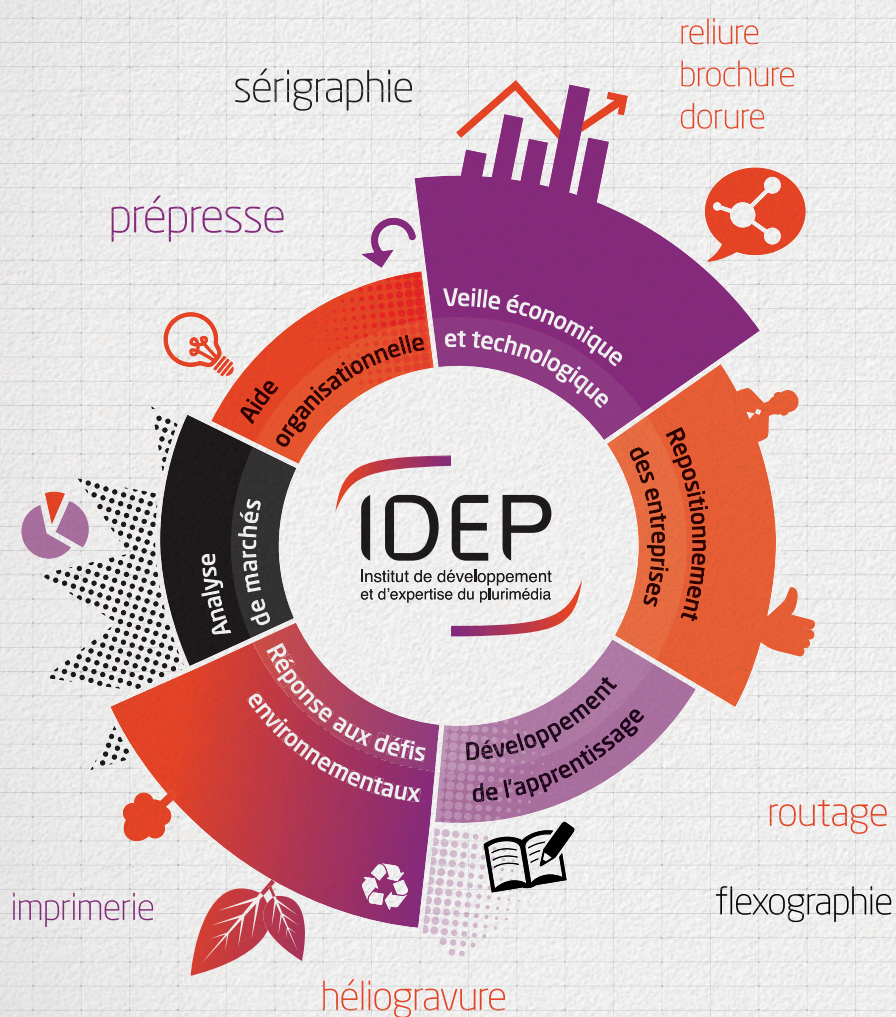 reliure
brochure
dorure
sérigraphie
prépresse
Veille économique
et technologique
Repositionnement
des entreprises
Développement
de l'apprentissage
Réponse aux défis
environnementaux
Analyse
de marchés
Aide
organisationnelle
IDEP
Institut de développement
et d'expertise du plurimédia
routage
flexographie
imprimerie
héliogravure